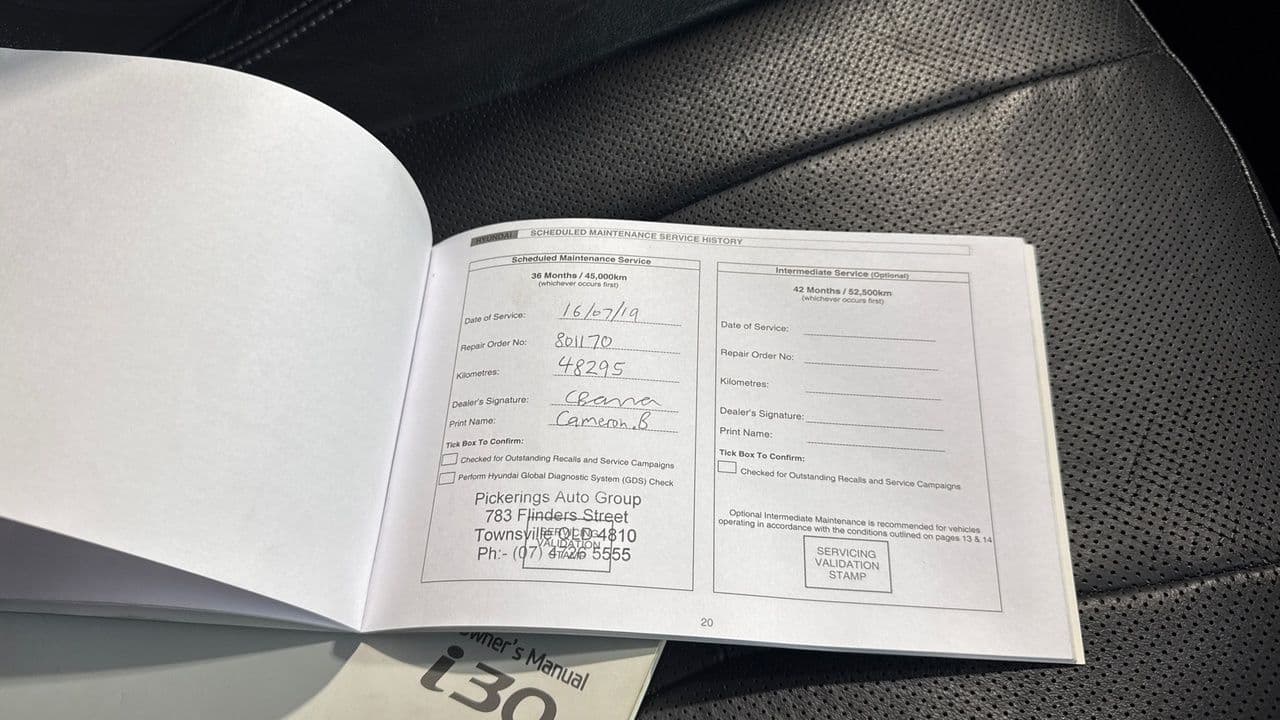 HYUNDAI SCHEDULED MAINTENANCE SERVICE HISTORY
Scheduled Maintenance Service
36 Months / 45,000km
(whichever occurs first)
Date of Service: 16/07/19
Repair Order No: 801170
Kilometres: 48295
Dealer's Signature:
Print Name: Cameron.B
Tick Box To Confirm:
Checked for Outstanding Recalls and Service Campaigns
Perform Hyundai Global Diagnostic System (GDS) Check
Pickerings Auto Group
783 Flinders Street
Townsville QLD 4810
Ph:- (07) 4726 5555
SERVICING
VALIDATION
STAMP
Intermediate Service (Optional)
42 Months / 52,500km
(whichever occurs first)
Date of Service:
Repair Order No:
Kilometres:
Dealer's Signature:
Print Name:
Tick Box To Confirm:
Checked for Outstanding Recalls and Service Campaigns
Optional Intermediate Maintenance is recommended for vehicles
operating in accordance with the conditions outlined on pages 13 & 14
SERVICING
VALIDATION
STAMP
20
Owner's Manual
i30